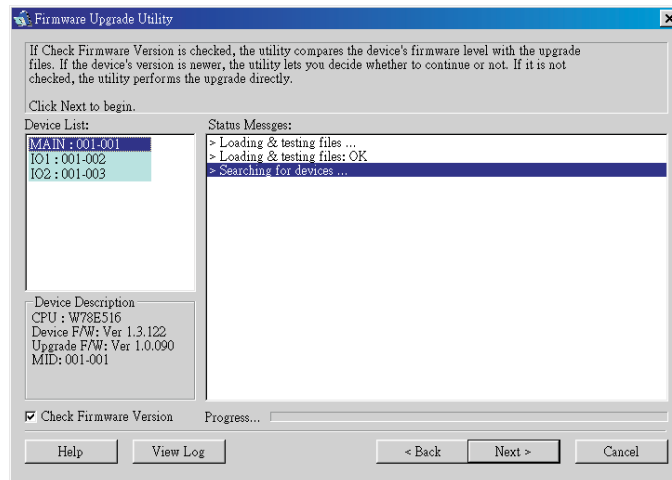 Firmware Upgrade Utility
If Check Firmware Version is checked, the utility compares the device's firmware level with the upgrade
files. If the device's version is newer, the utility lets you decide whether to continue or not. If it is not
checked, the utility performs the upgrade directly.
Click Next to begin.
Device List:
MAIN : 001-001
IO1 : 001-002
IO2 : 001-003
Status Messges:
> Loading & testing files ...
> Loading & testing files: OK
> Searching for devices ...
Device Description
CPU : W78E516
Device F/W: Ver 1.3.122
Upgrade F/W: Ver 1.0.090
MID: 001-001
Check Firmware Version
Progress...
Help
View Log
< Back
Next >
Cancel